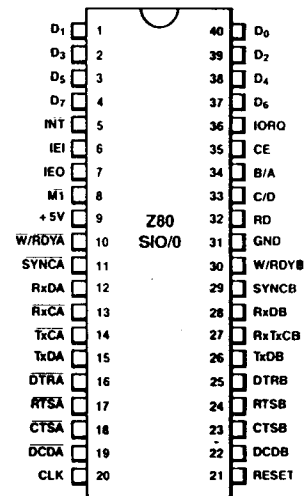 D1 1 40 D0
D3 2 39 D2
D5 3 38 D4
D7 4 37 D6
INT 5 36 IORQ
IEI 6 35 CE
IEO 7 34 B/A
M1 8 33 C/D
+5V 9 32 RD
Z80
SIO/0
W/RDYA 10 31 GND
SYNCA 11 30 W/RDYB
RxDA 12 29 SYNCB
RxCA 13 28 RxDB
TxCA 14 27 RxTxCB
TxDA 15 26 TxDB
DTRA 16 25 DTRB
RTSA 17 24 RTSB
CTSA 18 23 CTSB
DCDA 19 22 DCDB
CLK 20 21 RESET